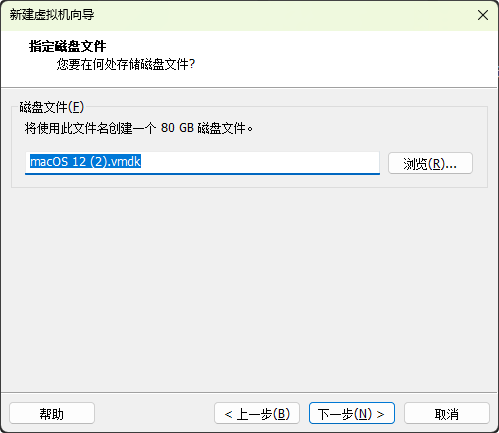 新建虚拟机向导
指定磁盘文件
您要在何处存储磁盘文件?
磁盘文件(F)
将使用此文件名创建一个 80 GB 磁盘文件。
macOS 12 (2).vmdk
浏览(R)...
帮助
< 上一步(B)
下一步(N) >
取消